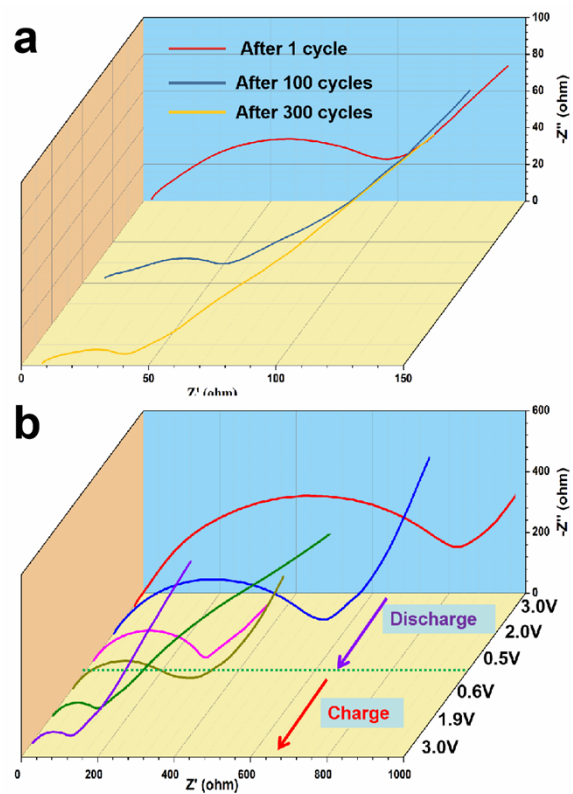 a
After 1 cycle
After 100 cycles
After 300 cycles
100
80
60
40
20
0
-Z'' (ohm)
0 50 100 150
Z' (ohm)
b
600
400
200
0
-Z'' (ohm)
3.0V
2.0V
0.5V
0.6V
1.9V
3.0V
Discharge
Charge
0 200 400 600 800 1000
Z' (ohm)